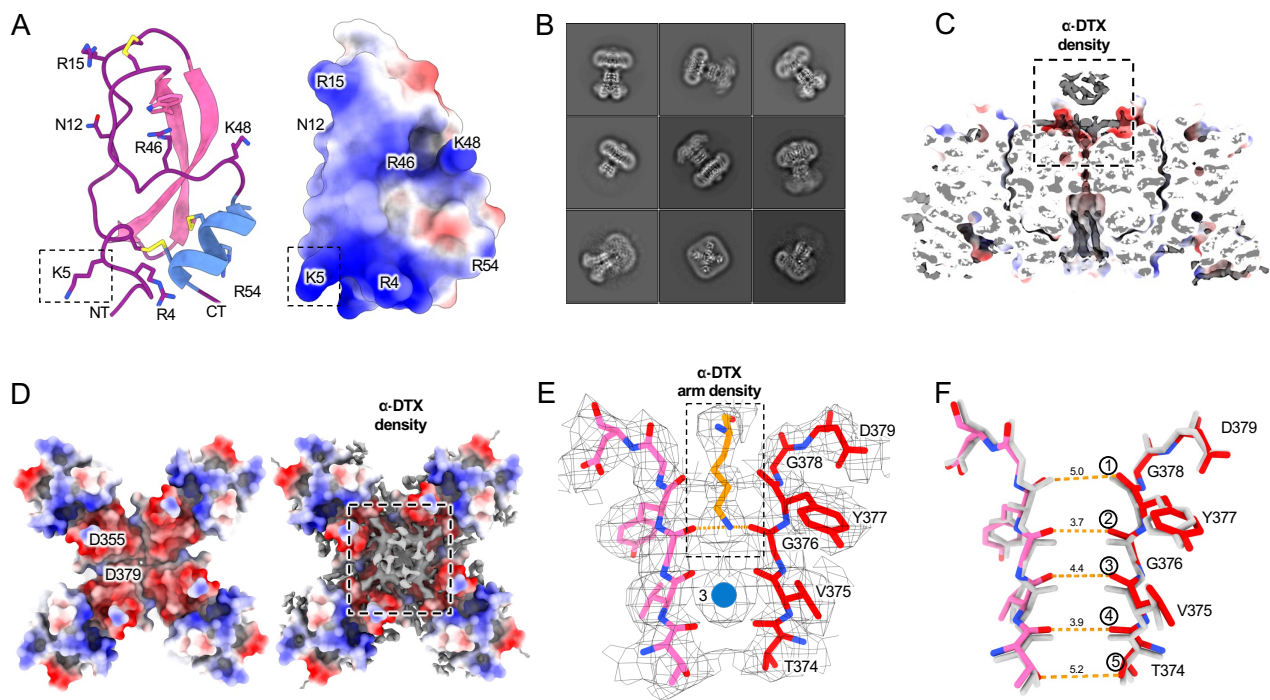 A
R15
N12
R46
K48
K5
NT
R4
CT
R54
R15
N12
R46
K48
K5
R4
R54
B
C
α-DTX
density
D
D355
D379
α-DTX
density
E
α-DTX
arm density
D379
G378
Y377
G376
V375
3
T374
F
D379
5.0
1
G378
3.7
2
Y377
G376
4.4
3
V375
3.9
4
T374
5.2
5